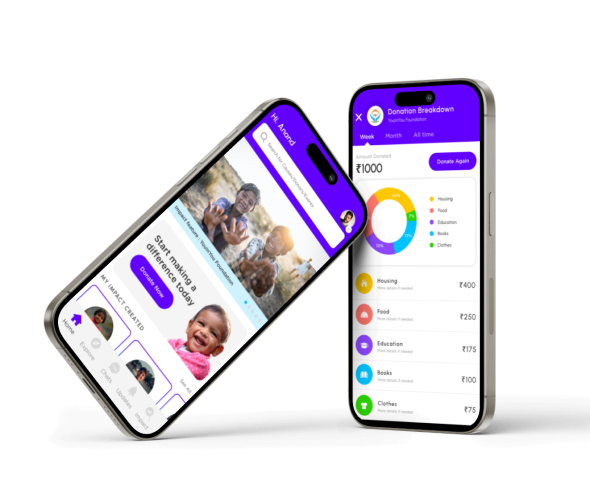 Hi, Anand
Search for Causes/Donors/Events
Impact feature : YouthYou Foundation
Start making a
difference today
Donate Now
MY IMPACT CREATED
See All
Home
Explore
Chats
Updates
Impact
Donation Breakdown
YouthYou Foundation
Week
Month
All time
Amount Donated
₹1000
Donate Again
Housing
Food
Education
Books
Clothes
Housing
More details if needed
₹400
Food
More details if needed
₹250
Education
More details if needed
₹175
Books
More details if needed
₹100
Clothes
More details if needed
₹75